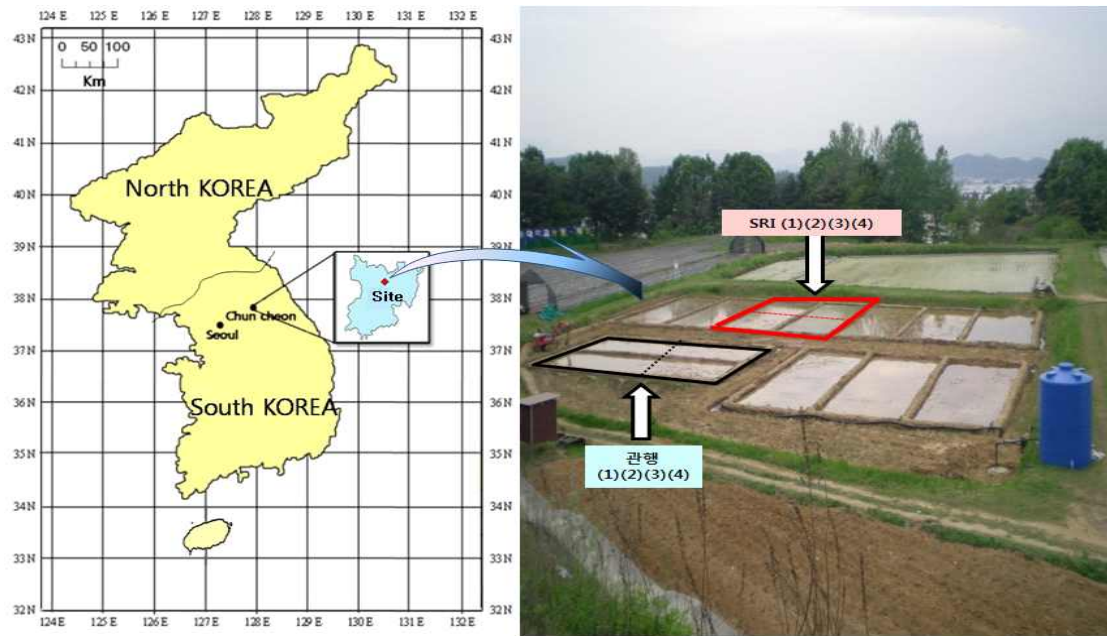 124 E 125 E 126 E 127 E 128 E 129 E 130 E 131 E 132 E
43 N 43 N
0 50 100
Km
42 N 42 N
41 N 41 N
North KOREA
40 N 40 N
39 N 39 N
38 N 38 N
Site
Chun cheon
Seoul
37 N 37 N
36 N 36 N
South KOREA
35 N 35 N
34 N 34 N
33 N 33 N
32 N 32 N
124 E 125 E 126 E 127 E 128 E 129 E 130 E 131 E 132 E
SRI (1)(2)(3)(4)
관행
(1)(2)(3)(4)